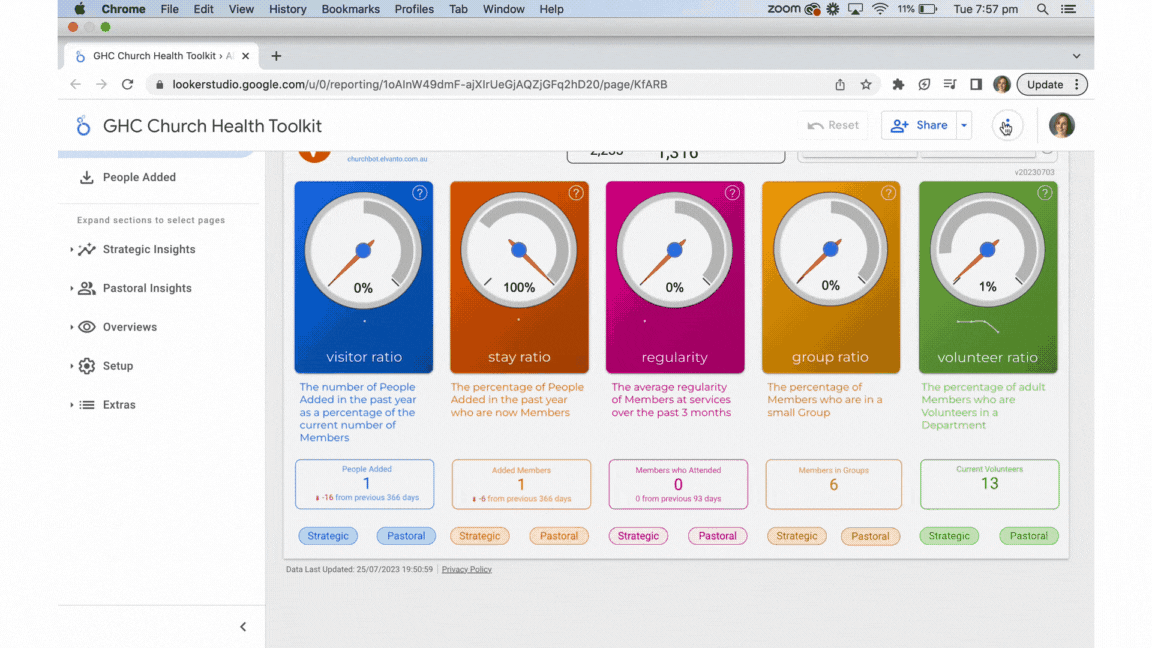 Chrome File Edit View History Bookmarks Profiles Tab Window Help zoom 11% Tue 7:57 pm
GHC Church Health Toolkit › Al
lookerstudio.google.com/u/0/reporting/1oAlnW49dmF-ajXIrUeGjAQZjGFq2hD20/page/KfARB Update
GHC Church Health Toolkit Reset Share
churchbot.elvanto.com.au 2,233 1,316
v20230703
People Added
Expand sections to select pages
Strategic Insights
Pastoral Insights
Overviews
Setup
Extras
? ? ? ? ?
0% 100% 0% 0% 1%
visitor ratio stay ratio regularity group ratio volunteer ratio
The number of People
Added in the past year
as a percentage of the
current number of
Members
The percentage of People
Added in the past year
who are now Members
The average regularity
of Members at services
over the past 3 months
The percentage of
Members who are in a
small Group
The percentage of adult
Members who are
Volunteers in a
Department
People Added
1
-16 from previous 366 days
Added Members
1
-6 from previous 366 days
Members who Attended
0
0 from previous 93 days
Members in Groups
6
Current Volunteers
13
Strategic Pastoral Strategic Pastoral Strategic Pastoral Strategic Pastoral Strategic Pastoral
Data Last Updated: 25/07/2023 19:50:59 Privacy Policy